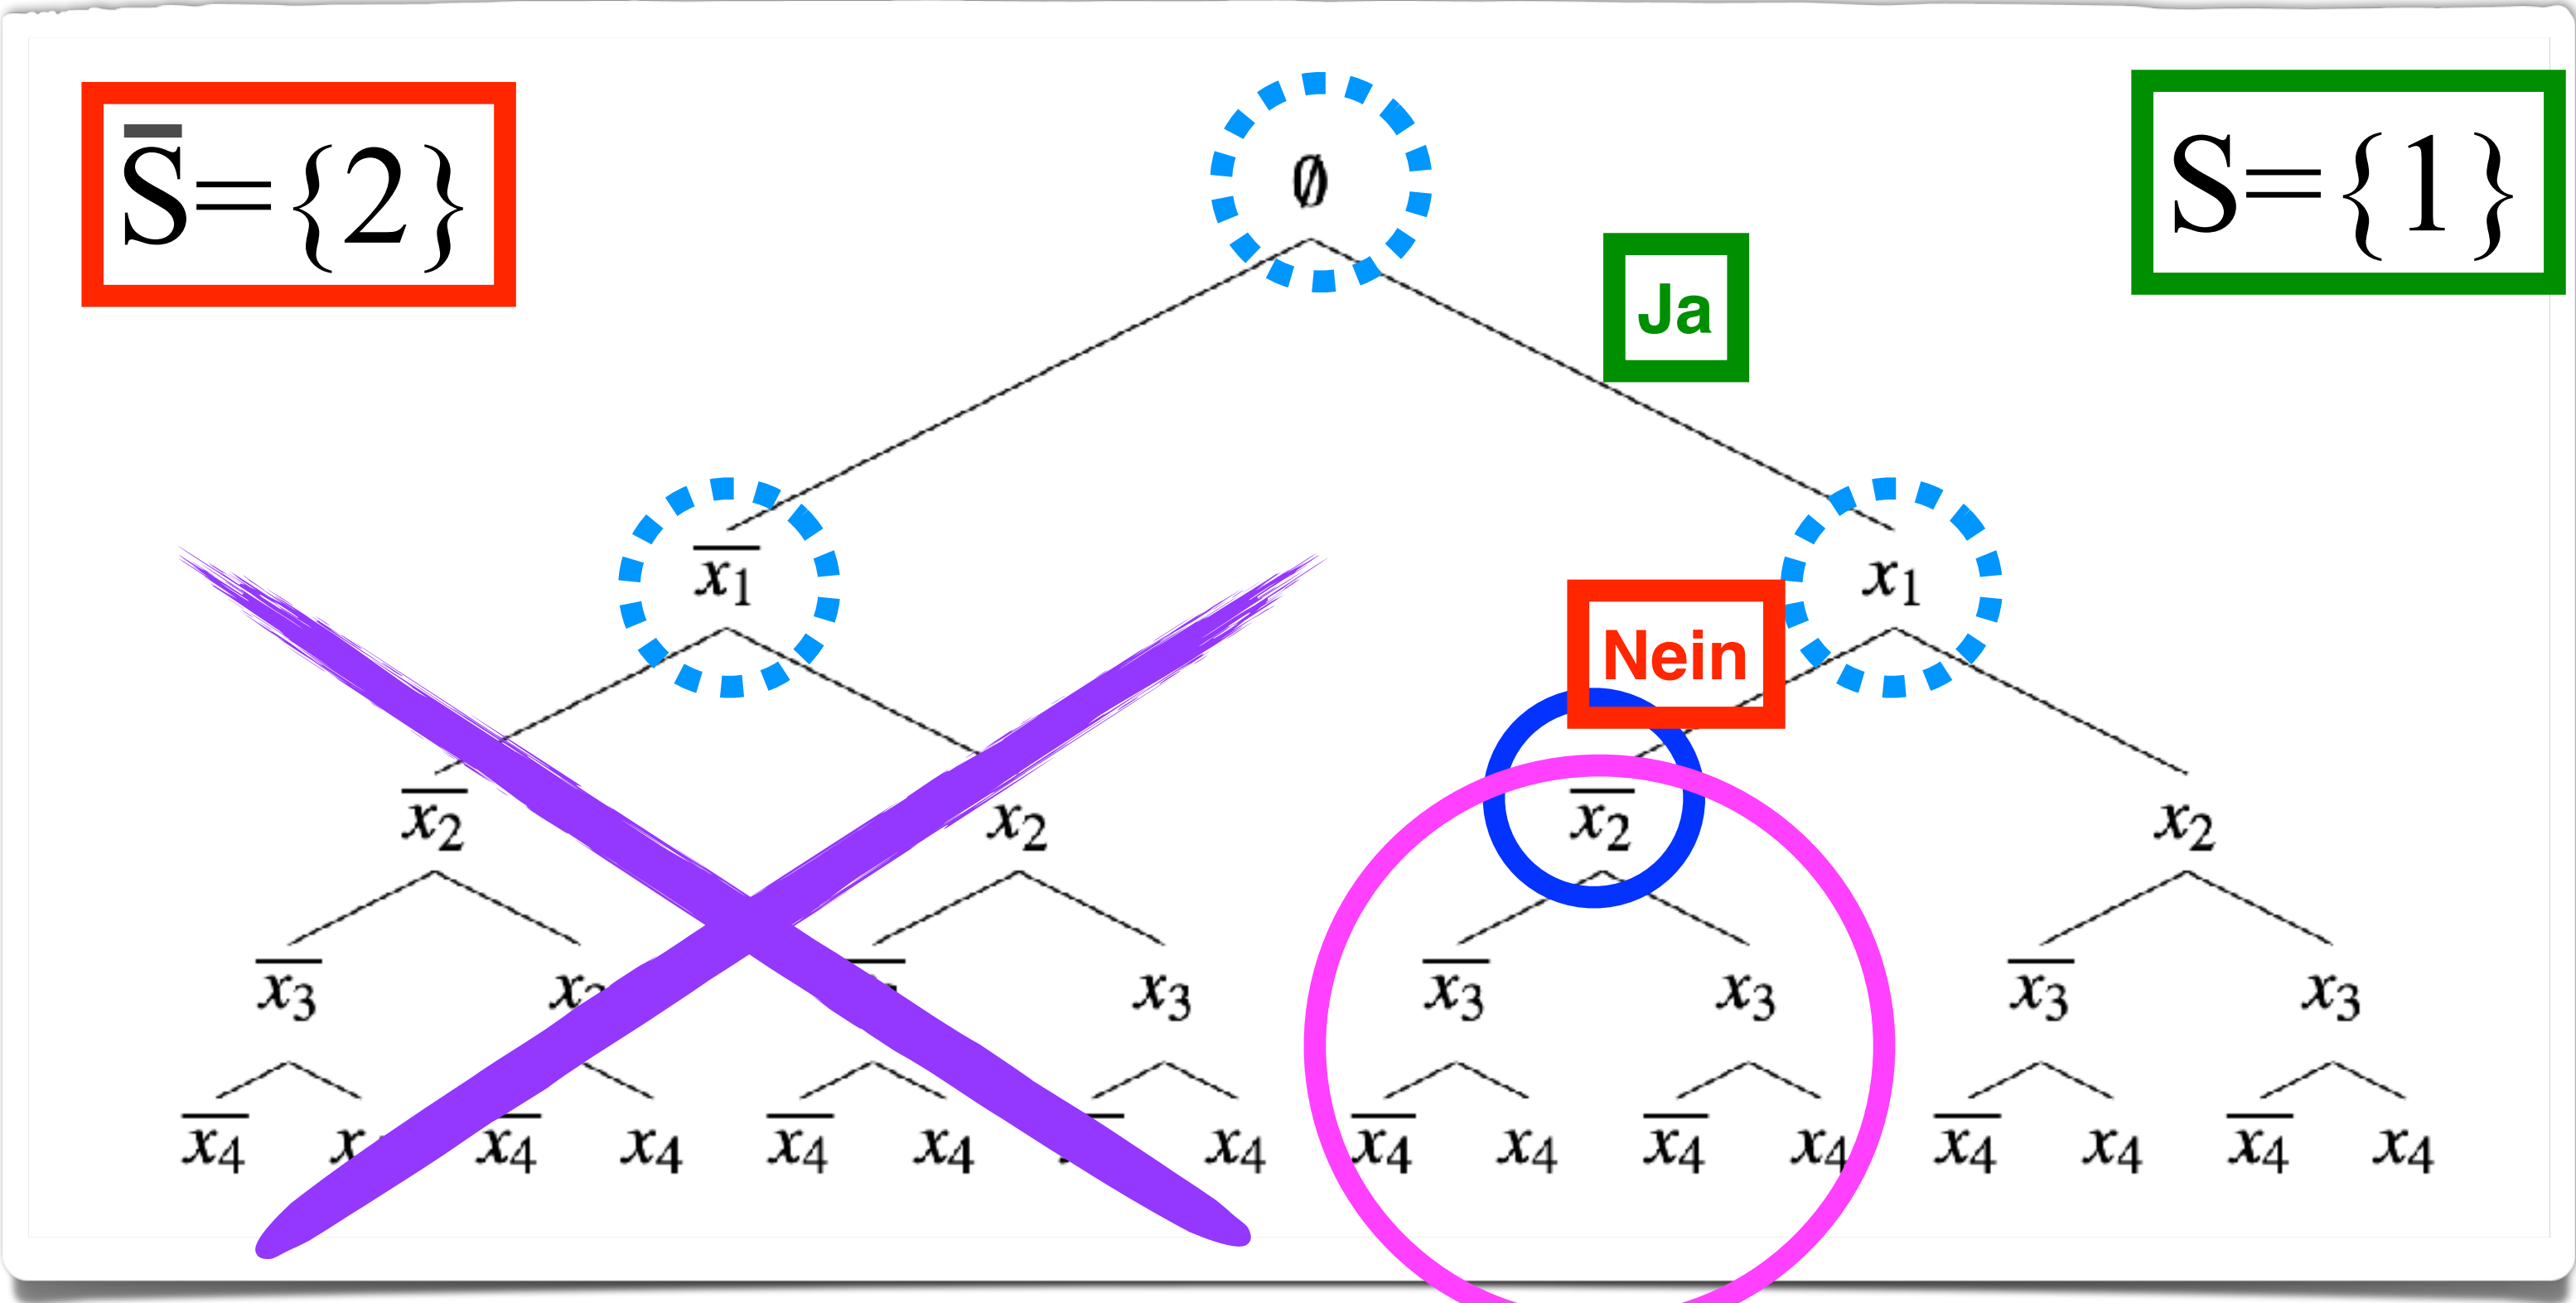 S̅={2}
∅
S={1}
Ja
x̅₁
x₁
Nein
x̅₂ x₂ x̅₂ x₂
x̅₃ x₃ x̅₃ x₃ x̅₃ x₃
x̅₄ x̅₄ x₄ x̅₄ x₄ x₄ x̅₄ x₄ x̅₄ x₄ x̅₄ x₄ x̅₄ x₄